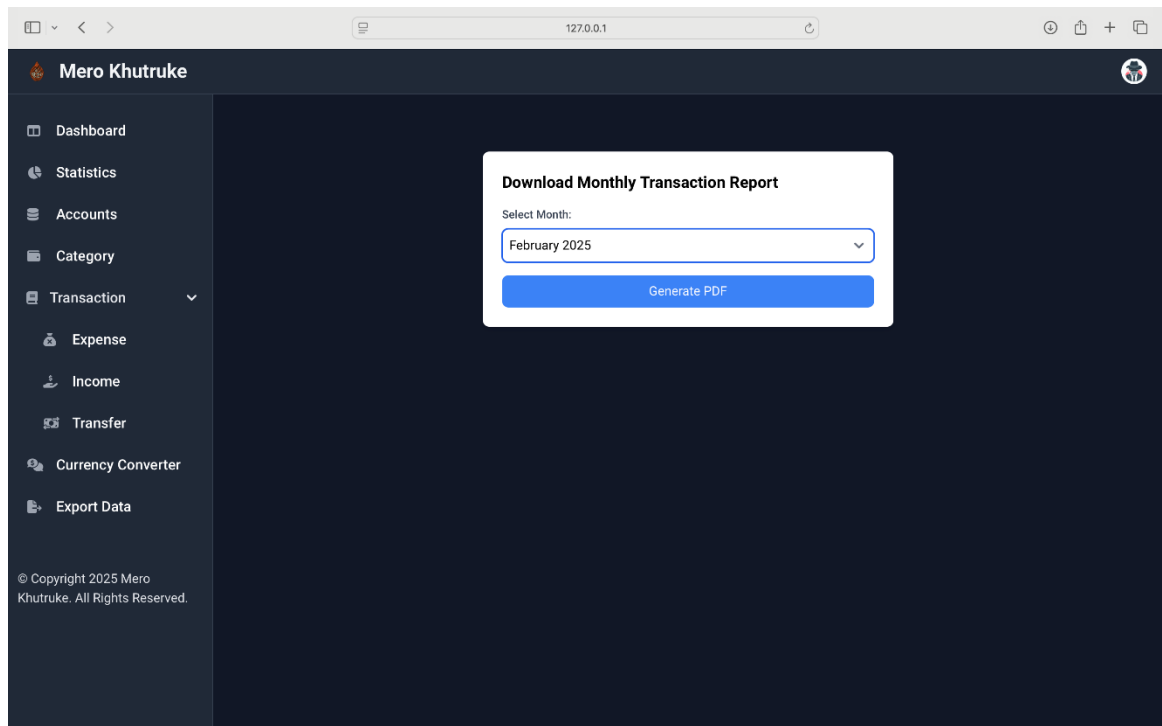 127.0.0.1
Mero Khutruke
Dashboard
Statistics
Accounts
Category
Transaction
Expense
Income
Transfer
Currency Converter
Export Data
© Copyright 2025 Mero
Khutruke. All Rights Reserved.
Download Monthly Transaction Report
Select Month:
February 2025
Generate PDF